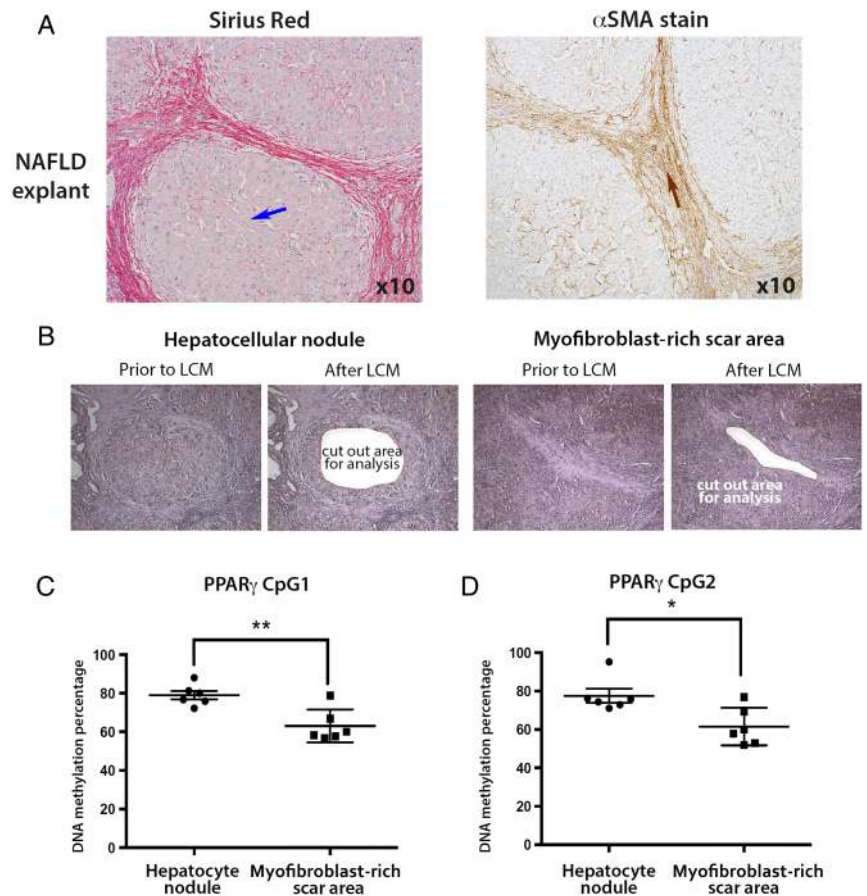 A
Sirius Red
αSMA stain
NAFLD
explant
x10
x10
B
Hepatocellular nodule
Myofibroblast-rich scar area
Prior to LCM
After LCM
Prior to LCM
After LCM
cut out area
for analysis
cut out area
for analysis
C
PPARγ CpG1
**
DNA methylation percentage
100
80
60
40
20
0
Hepatocyte
nodule
Myofibroblast-rich
scar area
D
PPARγ CpG2
*
DNA methylation percentage
100
80
60
40
20
0
Hepatocyte
nodule
Myofibroblast-rich
scar area